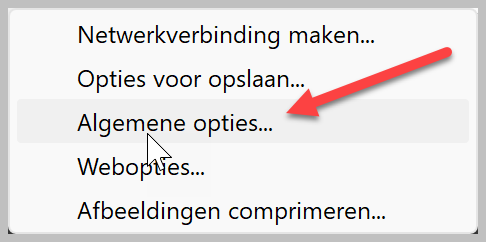 Netwerkverbinding maken...
Opties voor opslaan...
Algemene opties...
Webopties...
Afbeeldingen comprimeren...